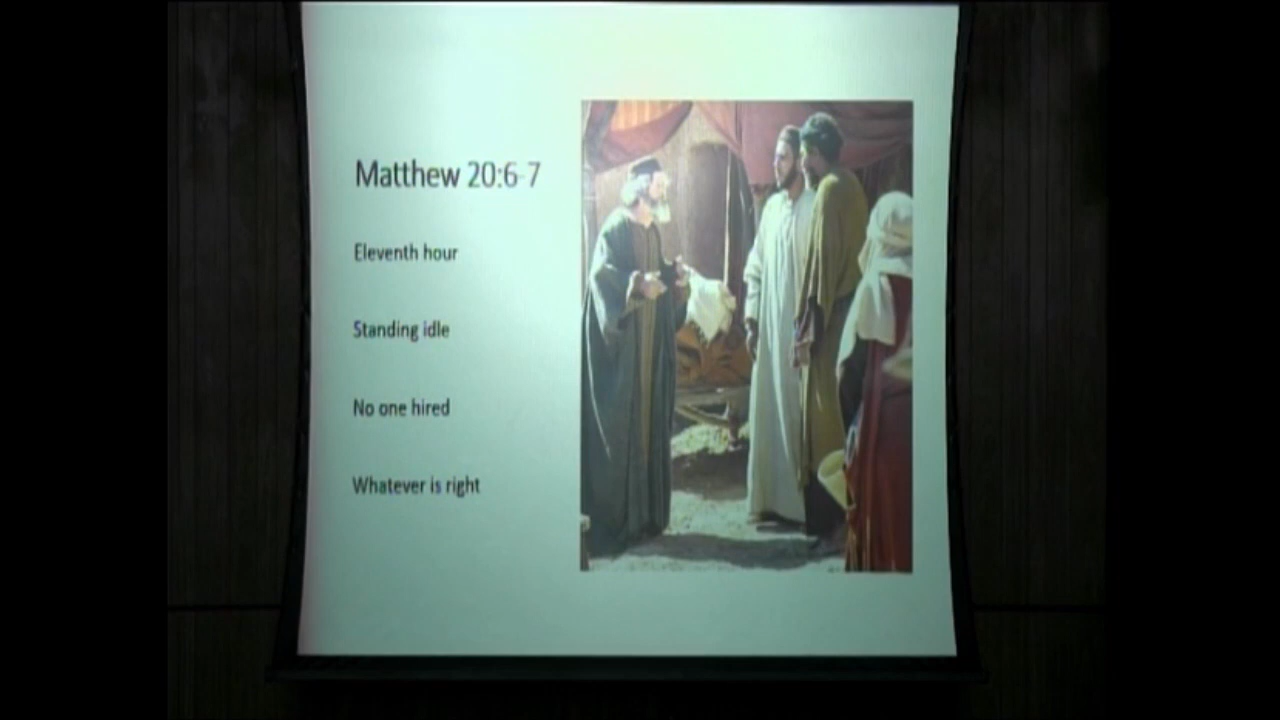 Matthew 20:6-7
Eleventh hour
Standing idle
No one hired
Whatever is right